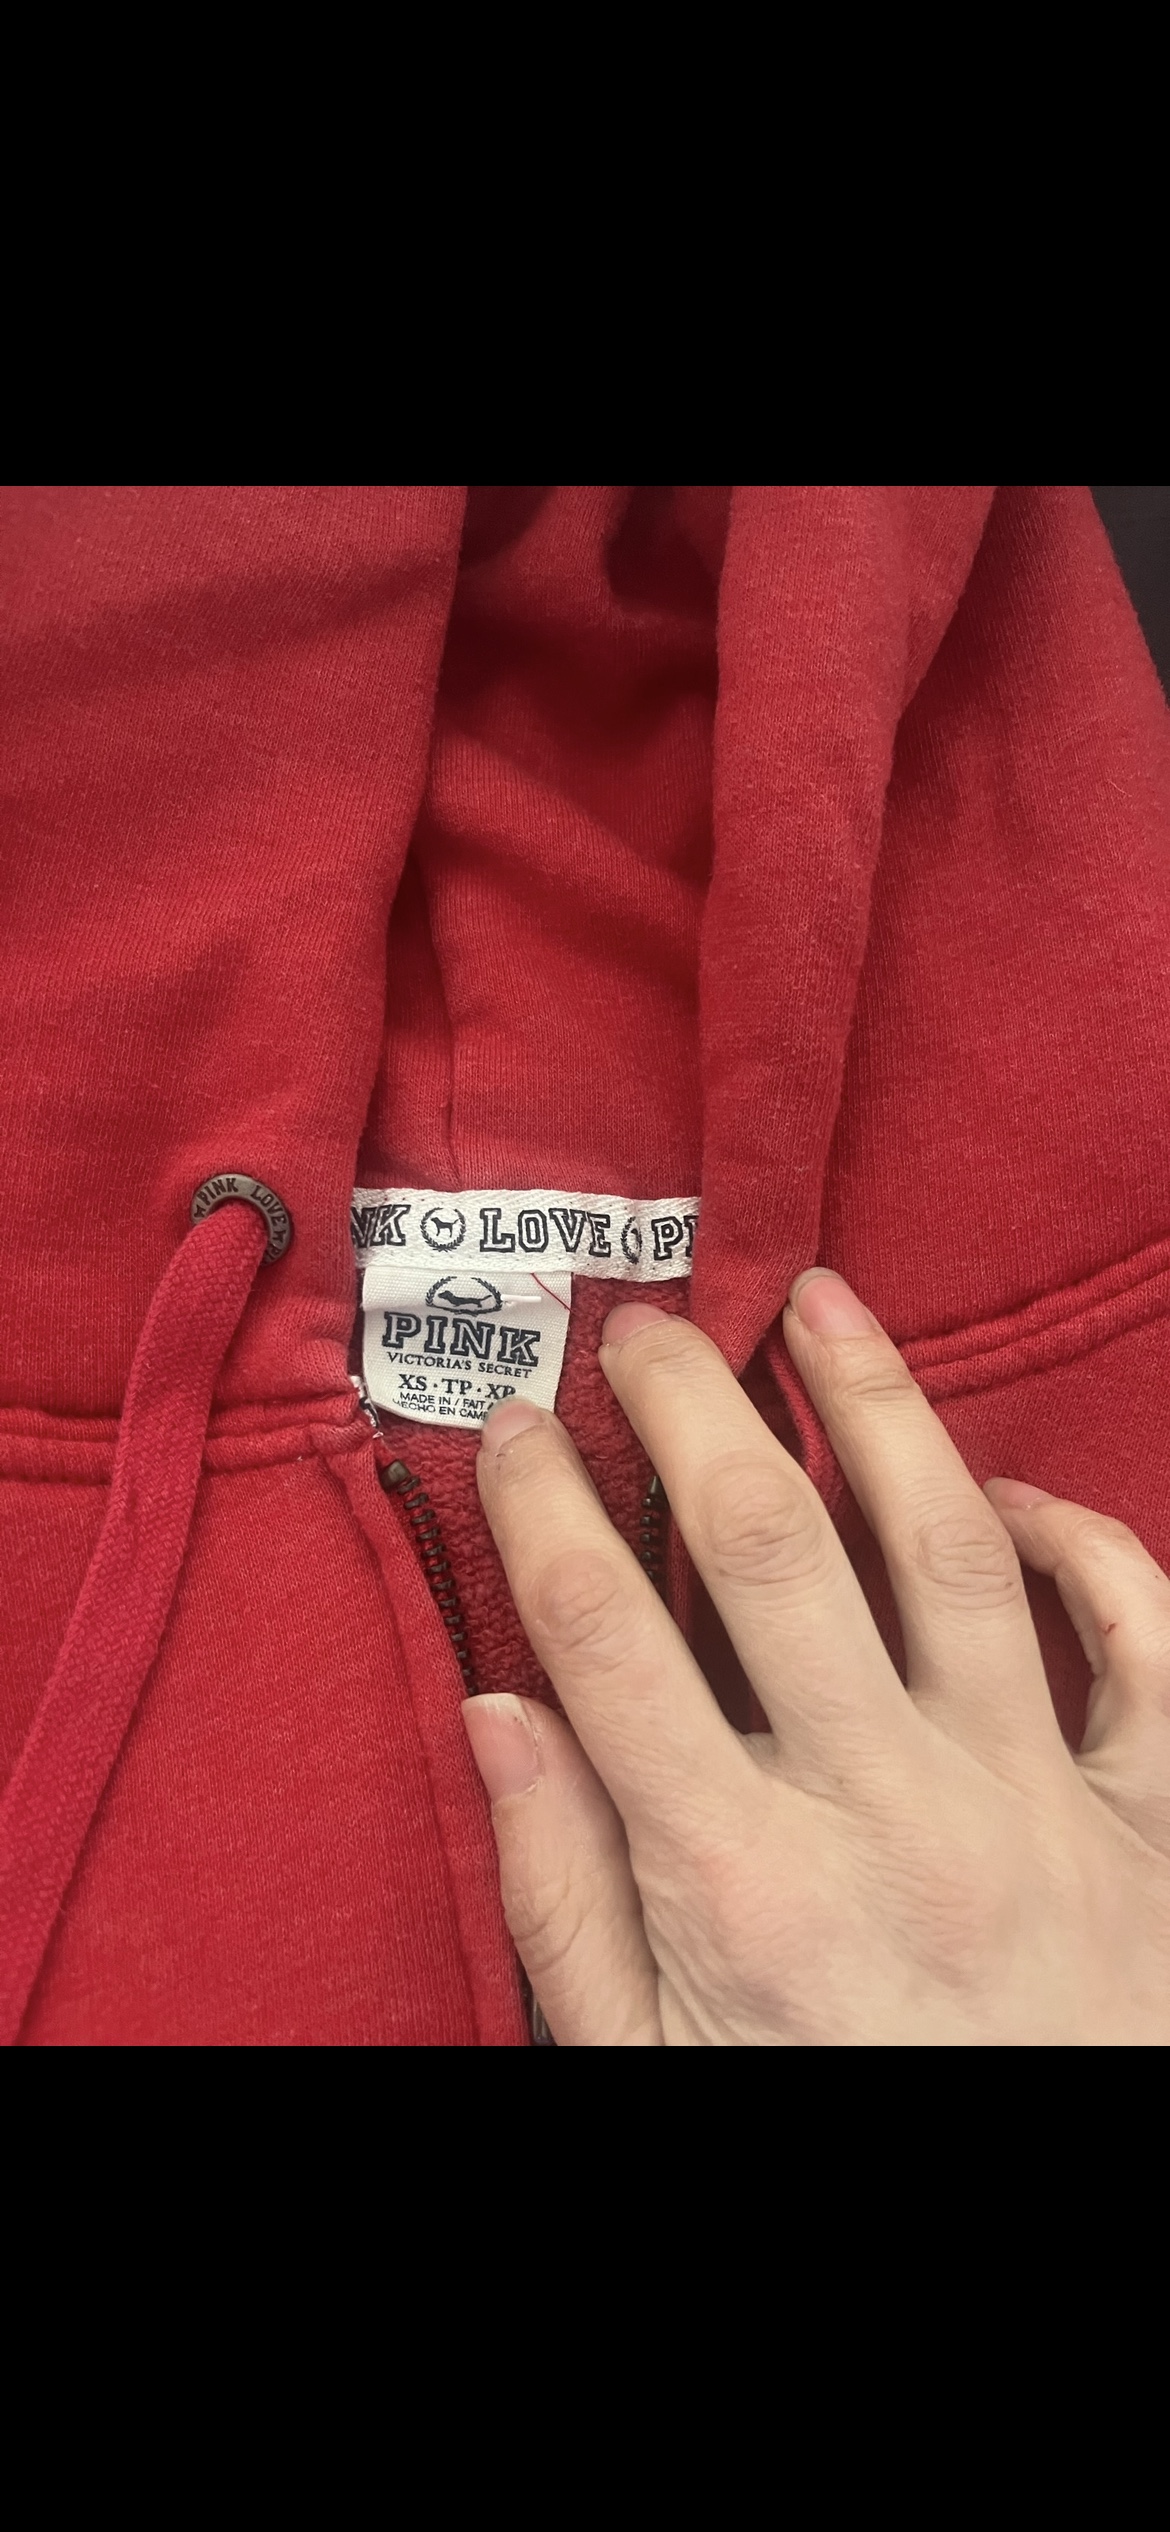 PINK LOVE
LOVE
PINK
VICTORIA'S SECRET
XS · TP · XP
MADE IN / FAIT
HECHO EN